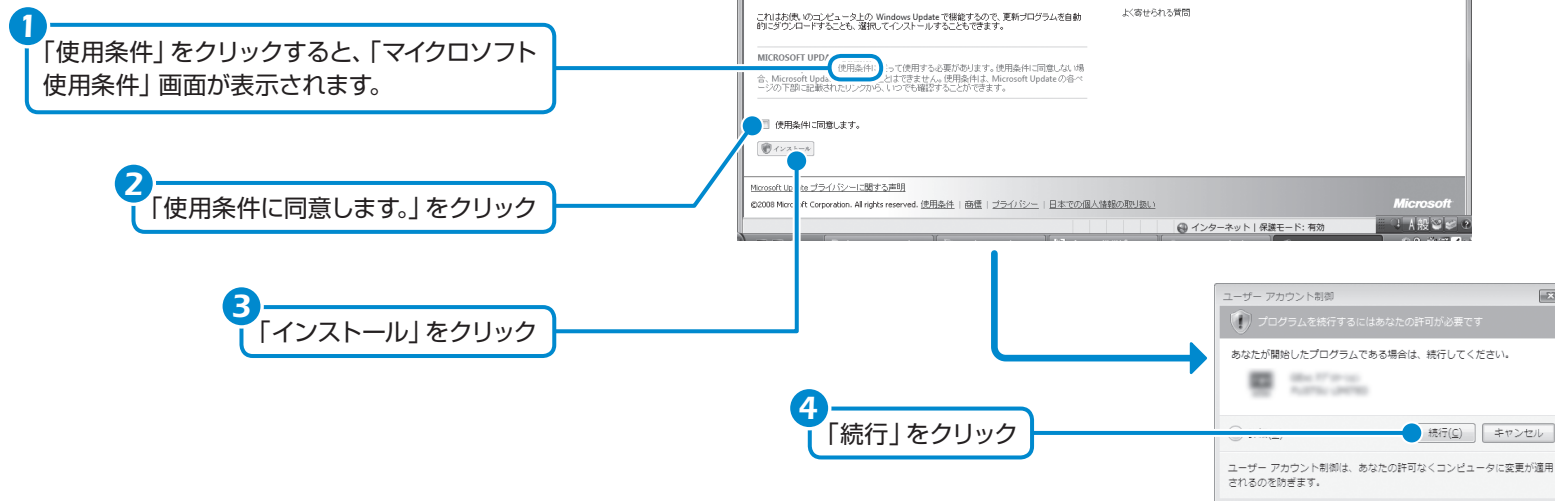 これはお使いのコンピュータ上の Windows Update で機能するので、更新プログラムを自動
的にダウンロードすることも、選択してインストールすることもできます。
よく寄せられる質問
1
「使用条件」をクリックすると、「マイクロソフト
使用条件」画面が表示されます。
MICROSOFT UPDA
使用条件に って使用する必要があります。使用条件に同意しない場
合、Microsoft Upda とはできません。使用条件は、Microsoft Update の各ペ
ージの下部に記載されたリンクから、いつでも確認することができます。
使用条件に同意します。
インストール
2
「使用条件に同意します。」をクリック
Microsoft Up te プライバシーに関する声明
©2008 Micro ft Corporation. All rights reserved. 使用条件 | 商標 | プライバシー | 日本での個人情報の取り扱い
Microsoft
インターネット | 保護モード: 有効
A 般
3
「インストール」をクリック
ユーザー アカウント制御
プログラムを続行するにはあなたの許可が必要です
あなたが開始したプログラムである場合は、続行してください。
4
「続行」をクリック
続行(C)
キャンセル
ユーザー アカウント制御は、あなたの許可なくコンピュータに変更が適用
されるのを防ぎます。